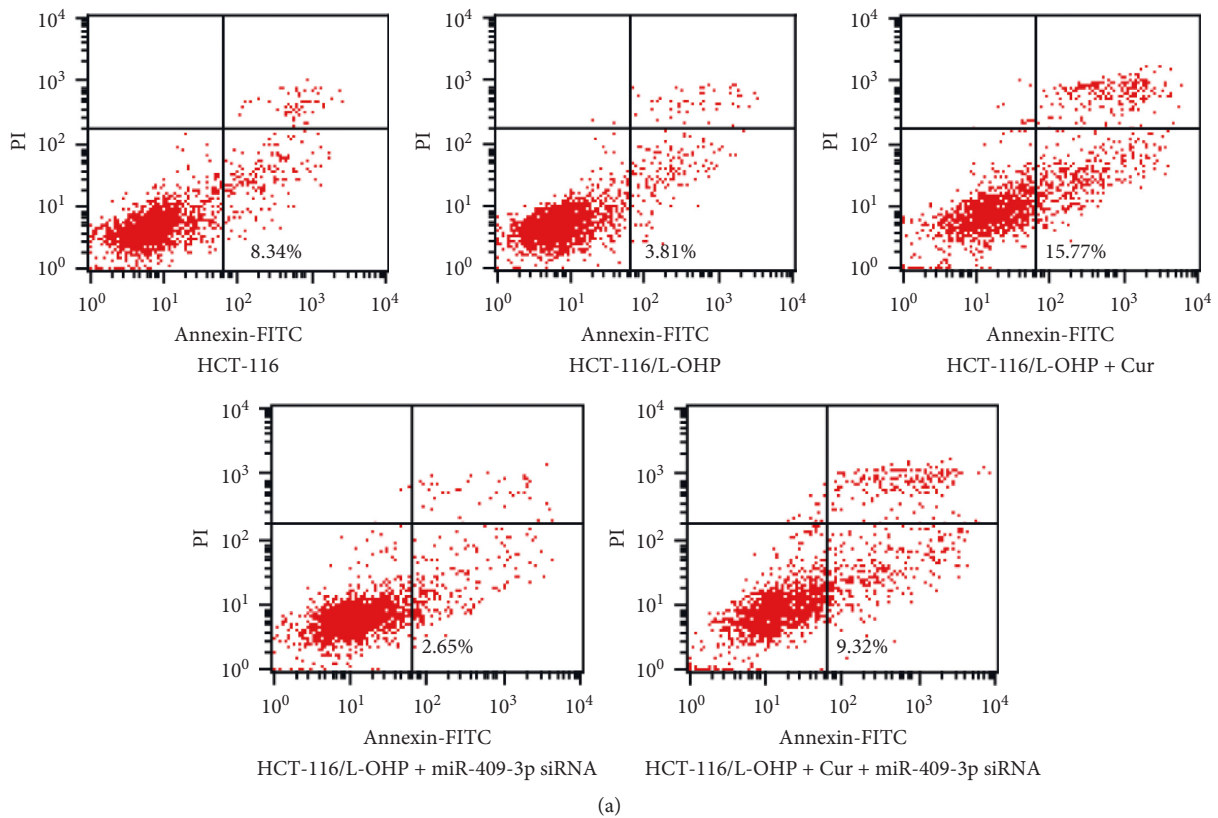 10⁴
10³
10²
10¹
10⁰
PI
8.34%
10⁰ 10¹ 10² 10³ 10⁴
Annexin-FITC
HCT-116
10⁴
10³
10²
10¹
10⁰
PI
3.81%
10⁰ 10¹ 10² 10³ 10⁴
Annexin-FITC
HCT-116/L-OHP
10⁴
10³
10²
10¹
10⁰
PI
15.77%
10⁰ 10¹ 10² 10³ 10⁴
Annexin-FITC
HCT-116/L-OHP + Cur
10⁴
10³
10²
10¹
10⁰
PI
2.65%
10⁰ 10¹ 10² 10³ 10⁴
Annexin-FITC
HCT-116/L-OHP + miR-409-3p siRNA
10⁴
10³
10²
10¹
10⁰
PI
9.32%
10⁰ 10¹ 10² 10³ 10⁴
Annexin-FITC
HCT-116/L-OHP + Cur + miR-409-3p siRNA
(a)